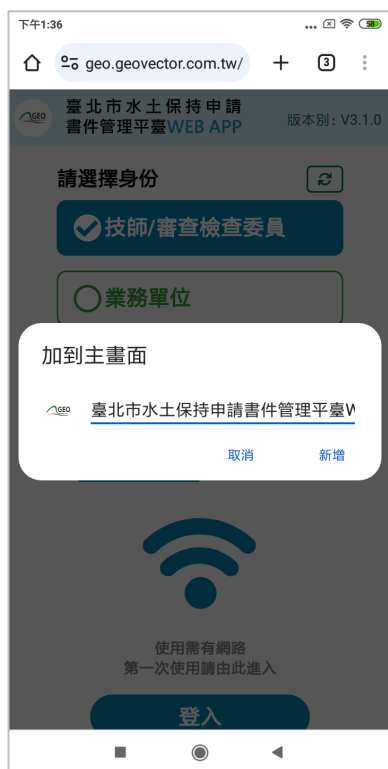 下午1:36
... 58
geo.geovector.com.tw/
3
GEO
臺北市水土保持申請
書件管理平臺WEB APP
版本別：V3.1.0
請選擇身份
技師/審查檢查委員
業務單位
加到主畫面
GEO
臺北市水土保持申請書件管理平臺W
取消
新增
使用需有網路
第一次使用請由此進入
登入